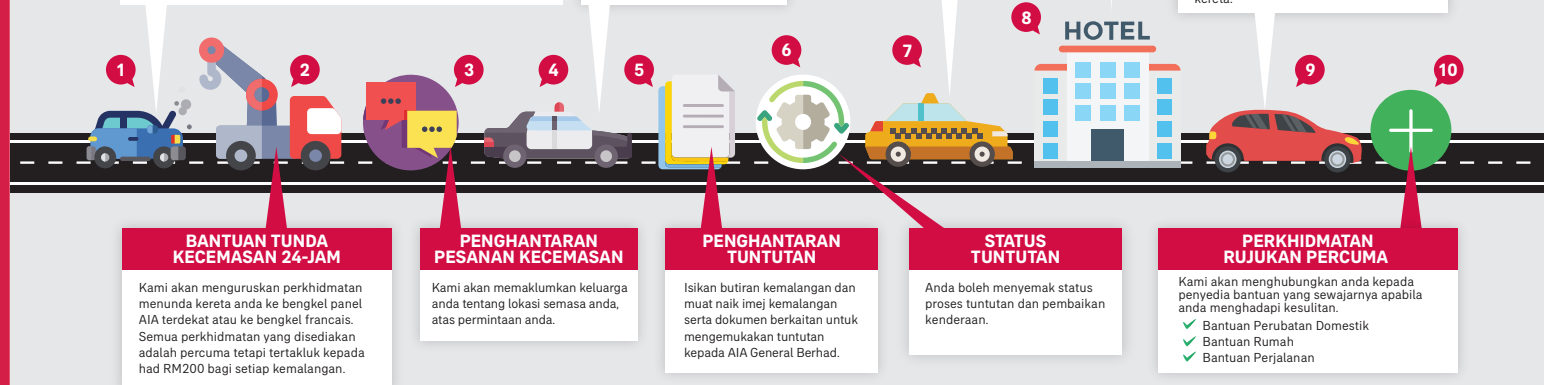 kereta.
1
2
3
4
5
6
7
8
HOTEL
9
10
BANTUAN TUNDA
KECEMASAN 24-JAM
Kami akan menguruskan perkhidmatan
menunda kereta anda ke bengkel panel
AIA terdekat atau ke bengkel francais.
Semua perkhidmatan yang disediakan
adalah percuma tetapi tertakluk kepada
had RM200 bagi setiap kemalangan.
PENGHANTARAN
PESANAN KECEMASAN
Kami akan memaklumkan keluarga
anda tentang lokasi semasa anda,
atas permintaan anda.
PENGHANTARAN
TUNTUTAN
Isikan butiran kemalangan dan
muat naik imej kemalangan
serta dokumen berkaitan untuk
mengemukakan tuntutan
kepada AIA General Berhad.
STATUS
TUNTUTAN
Anda boleh menyemak status
proses tuntutan dan pembaikan
kenderaan.
PERKHIDMATAN
RUJUKAN PERCUMA
Kami akan menghubungkan anda kepada
penyedia bantuan yang sewajarnya apabila
anda menghadapi kesulitan.
Bantuan Perubatan Domestik
Bantuan Rumah
Bantuan Perjalanan